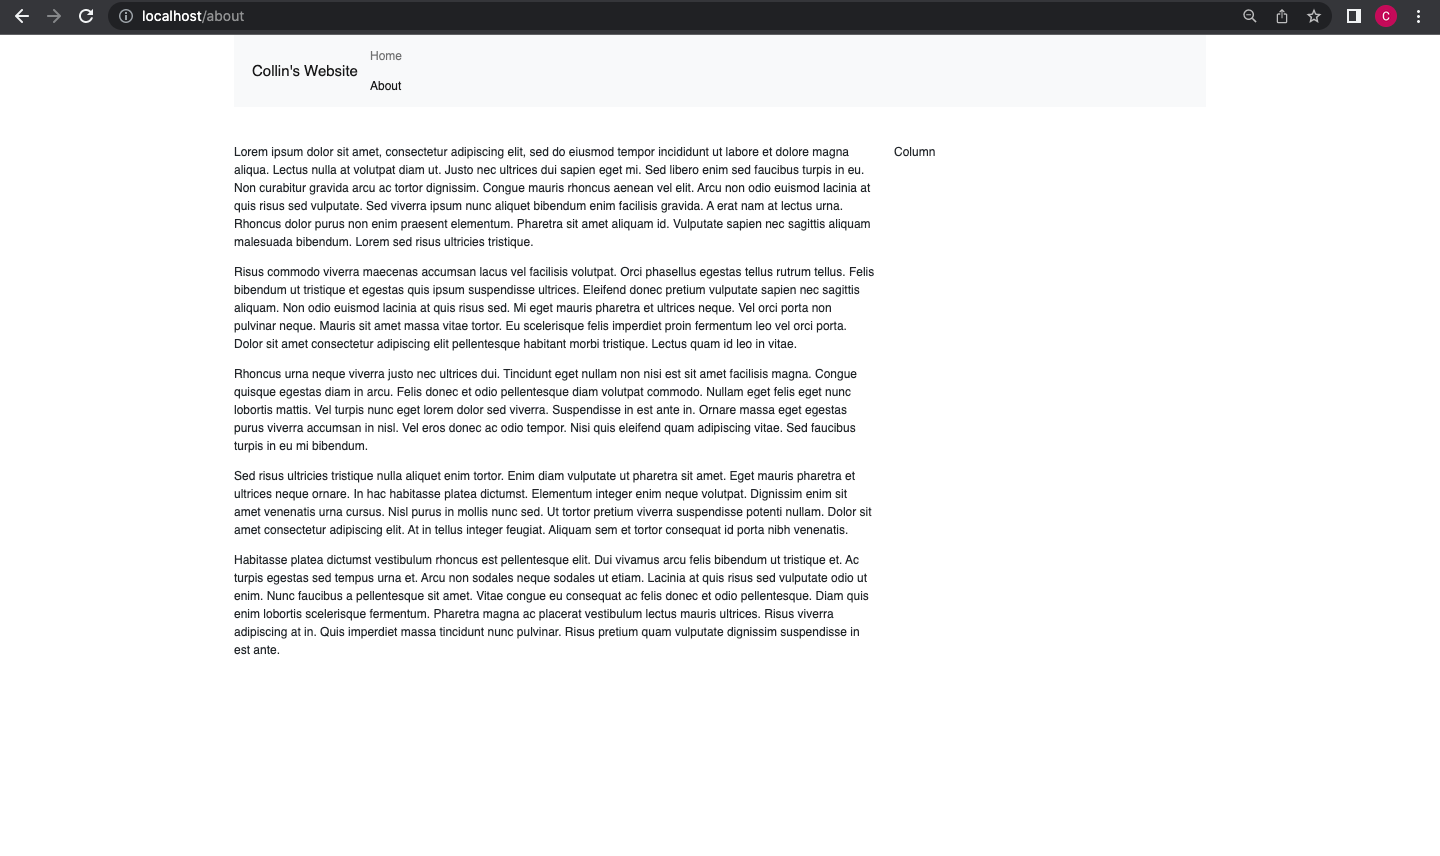 localhost/about
C
Home
Collin's Website
About
Lorem ipsum dolor sit amet, consectetur adipiscing elit, sed do eiusmod tempor incididunt ut labore et dolore magna
aliqua. Lectus nulla at volutpat diam ut. Justo nec ultrices dui sapien eget mi. Sed libero enim sed faucibus turpis in eu.
Non curabitur gravida arcu ac tortor dignissim. Congue mauris rhoncus aenean vel elit. Arcu non odio euismod lacinia at
quis risus sed vulputate. Sed viverra ipsum nunc aliquet bibendum enim facilisis gravida. A erat nam at lectus urna.
Rhoncus dolor purus non enim praesent elementum. Pharetra sit amet aliquam id. Vulputate sapien nec sagittis aliquam
malesuada bibendum. Lorem sed risus ultricies tristique.
Risus commodo viverra maecenas accumsan lacus vel facilisis volutpat. Orci phasellus egestas tellus rutrum tellus. Felis
bibendum ut tristique et egestas quis ipsum suspendisse ultrices. Eleifend donec pretium vulputate sapien nec sagittis
aliquam. Non odio euismod lacinia at quis risus sed. Mi eget mauris pharetra et ultrices neque. Vel orci porta non
pulvinar neque. Mauris sit amet massa vitae tortor. Eu scelerisque felis imperdiet proin fermentum leo vel orci porta.
Dolor sit amet consectetur adipiscing elit pellentesque habitant morbi tristique. Lectus quam id leo in vitae.
Rhoncus urna neque viverra justo nec ultrices dui. Tincidunt eget nullam non nisi est sit amet facilisis magna. Congue
quisque egestas diam in arcu. Felis donec et odio pellentesque diam volutpat commodo. Nullam eget felis eget nunc
lobortis mattis. Vel turpis nunc eget lorem dolor sed viverra. Suspendisse in est ante in. Ornare massa eget egestas
purus viverra accumsan in nisl. Vel eros donec ac odio tempor. Nisi quis eleifend quam adipiscing vitae. Sed faucibus
turpis in eu mi bibendum.
Sed risus ultricies tristique nulla aliquet enim tortor. Enim diam vulputate ut pharetra sit amet. Eget mauris pharetra et
ultrices neque ornare. In hac habitasse platea dictumst. Elementum integer enim neque volutpat. Dignissim enim sit
amet venenatis urna cursus. Nisl purus in mollis nunc sed. Ut tortor pretium viverra suspendisse potenti nullam. Dolor sit
amet consectetur adipiscing elit. At in tellus integer feugiat. Aliquam sem et tortor consequat id porta nibh venenatis.
Habitasse platea dictumst vestibulum rhoncus est pellentesque elit. Dui vivamus arcu felis bibendum ut tristique et. Ac
turpis egestas sed tempus urna et. Arcu non sodales neque sodales ut etiam. Lacinia at quis risus sed vulputate odio ut
enim. Nunc faucibus a pellentesque sit amet. Vitae congue eu consequat ac felis donec et odio pellentesque. Diam quis
enim lobortis scelerisque fermentum. Pharetra magna ac placerat vestibulum lectus mauris ultrices. Risus viverra
adipiscing at in. Quis imperdiet massa tincidunt nunc pulvinar. Risus pretium quam vulputate dignissim suspendisse in
est ante.
Column